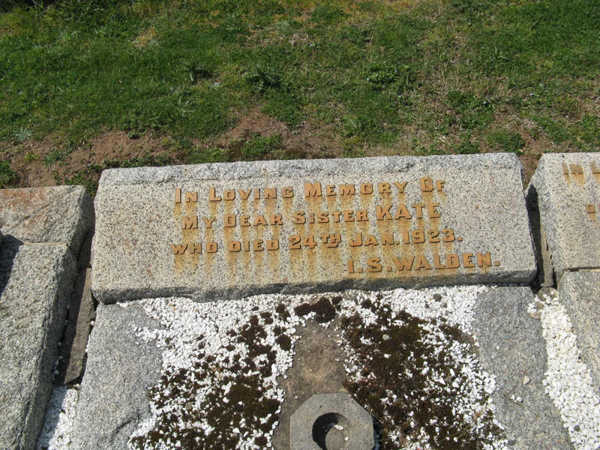 IN LOVING MEMORY OF
MY DEAR SISTER KATE
WHO DIED 24TH JAN. 1923.
I.S. WALDEN.